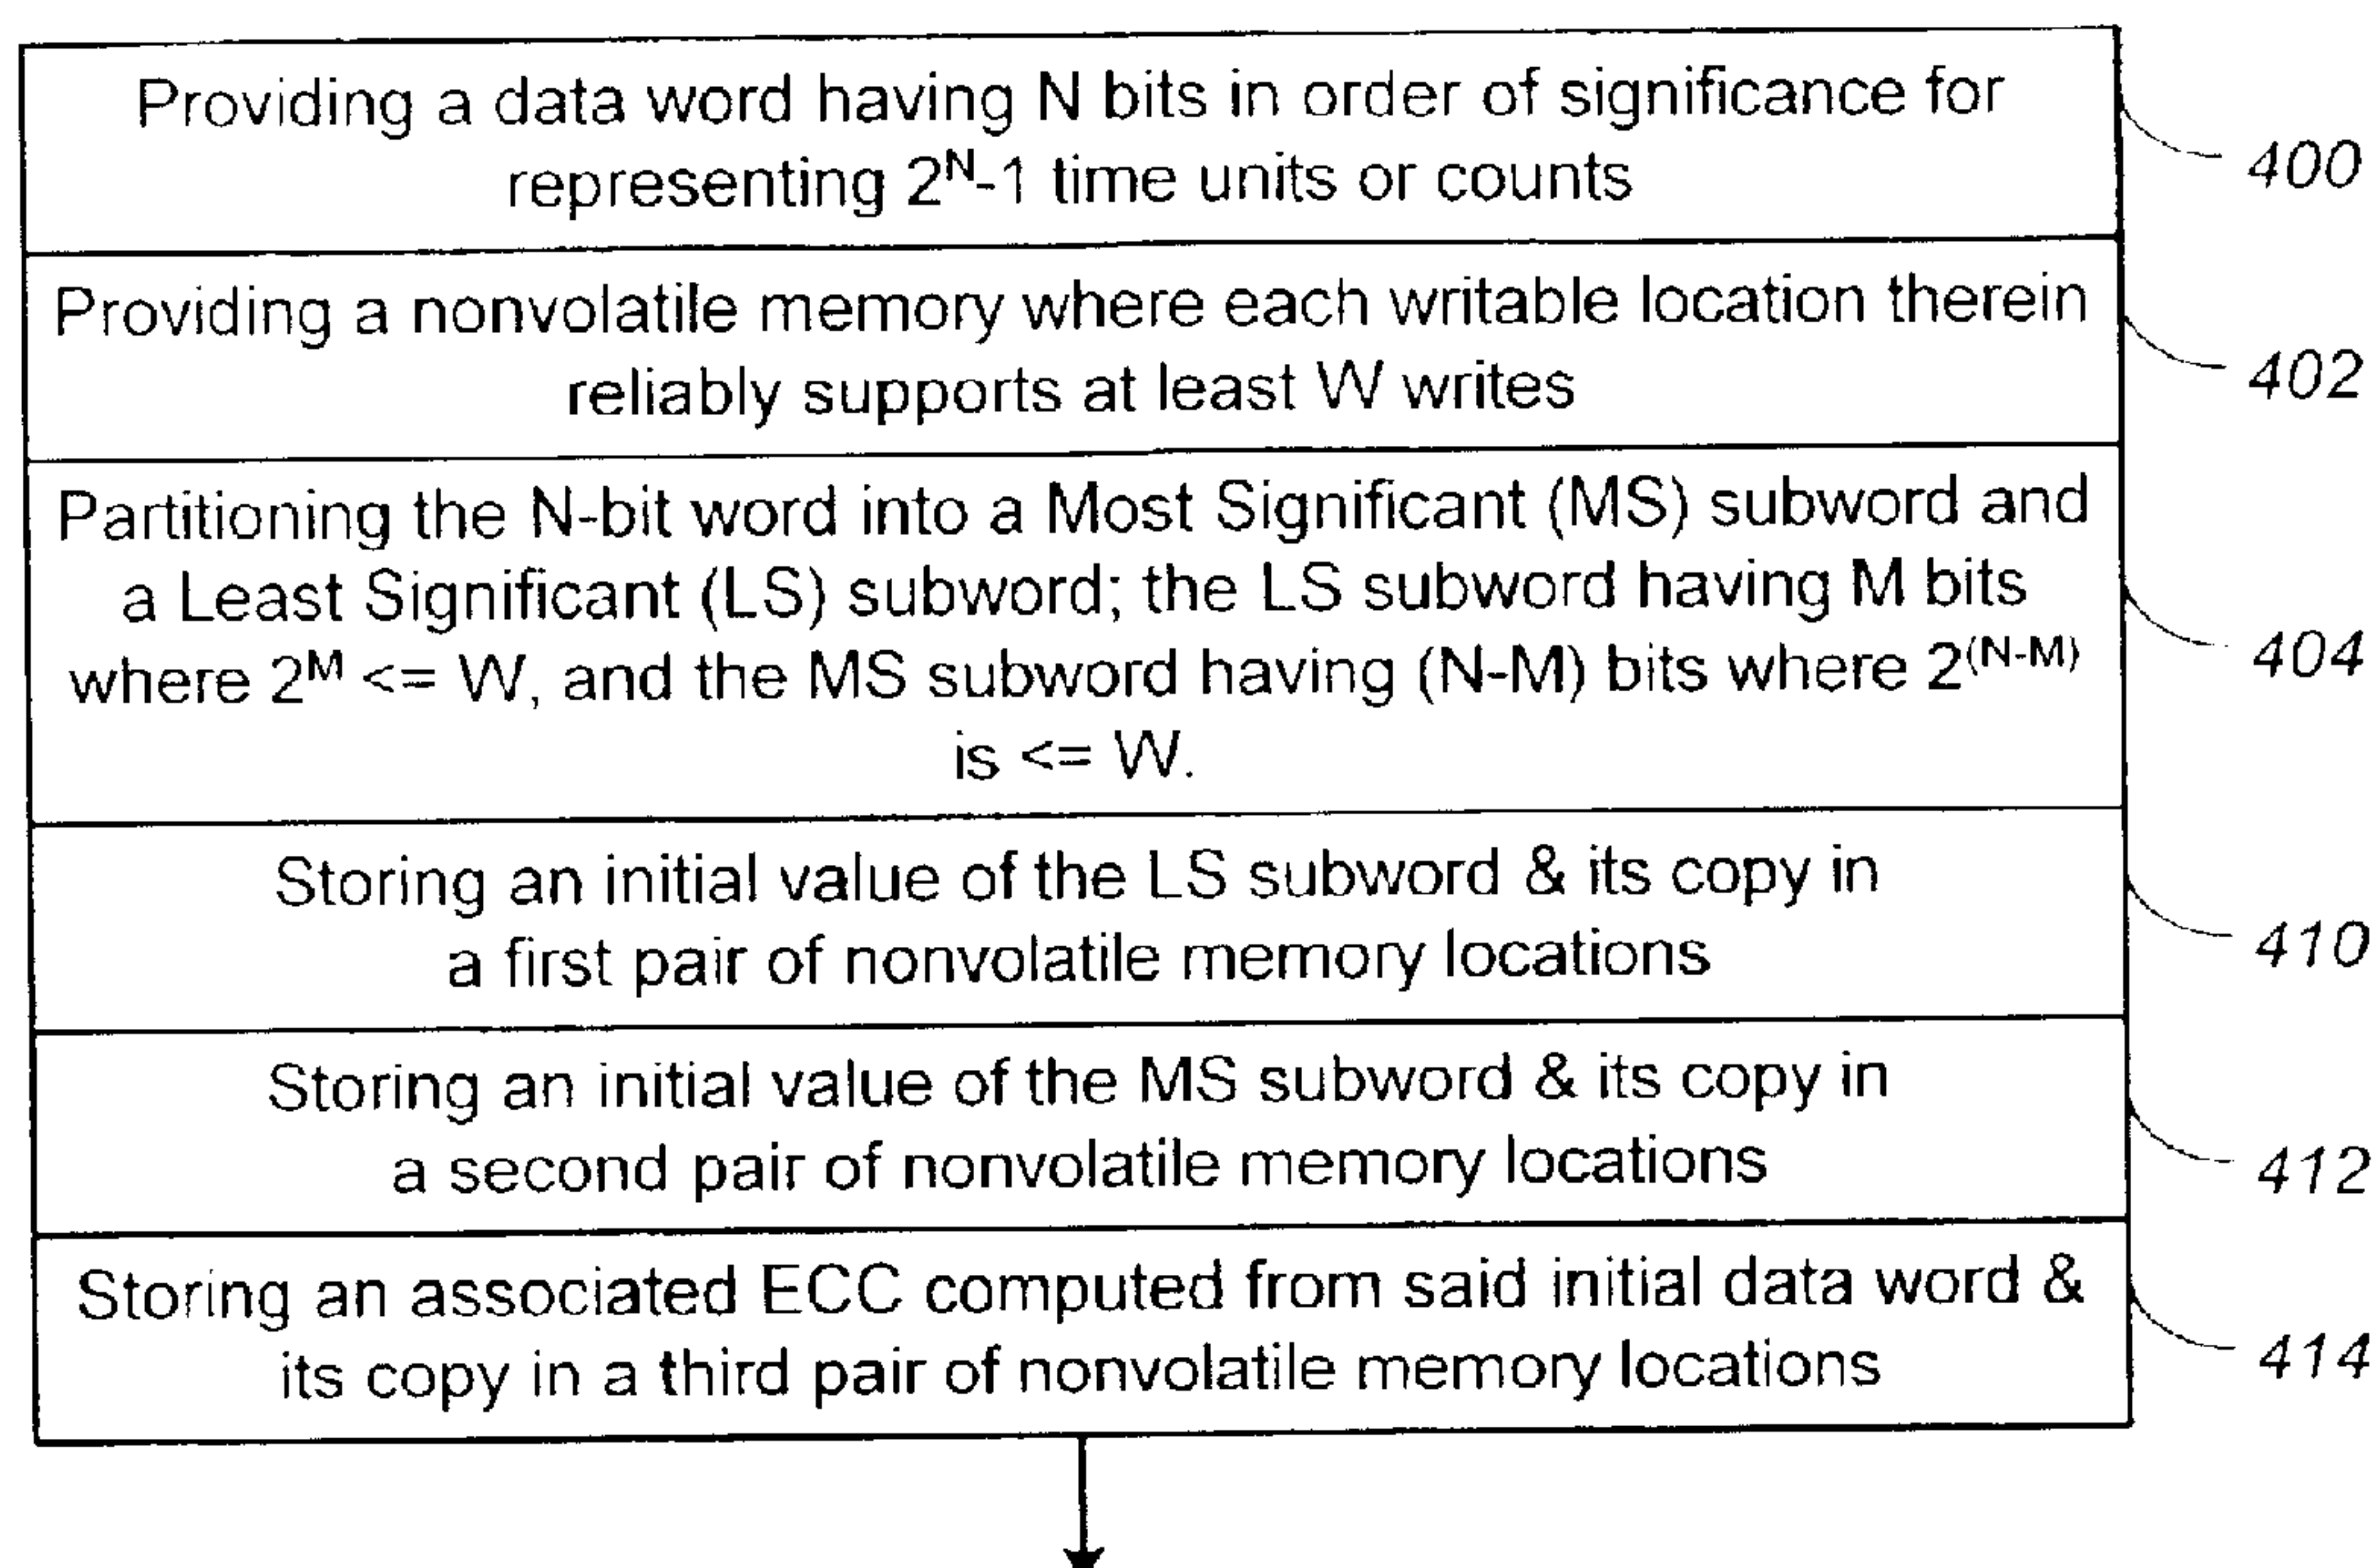 Providing a data word having N bits in order of significance for
representing 2^N-1 time units or counts
400
Providing a nonvolatile memory where each writable location therein
reliably supports at least W writes
402
Partitioning the N-bit word into a Most Significant (MS) subword and
a Least Significant (LS) subword; the LS subword having M bits
where 2^M <= W, and the MS subword having (N-M) bits where 2^(N-M)
is <= W.
404
Storing an initial value of the LS subword & its copy in
a first pair of nonvolatile memory locations
410
Storing an initial value of the MS subword & its copy in
a second pair of nonvolatile memory locations
412
Storing an associated ECC computed from said initial data word &
its copy in a third pair of nonvolatile memory locations
414